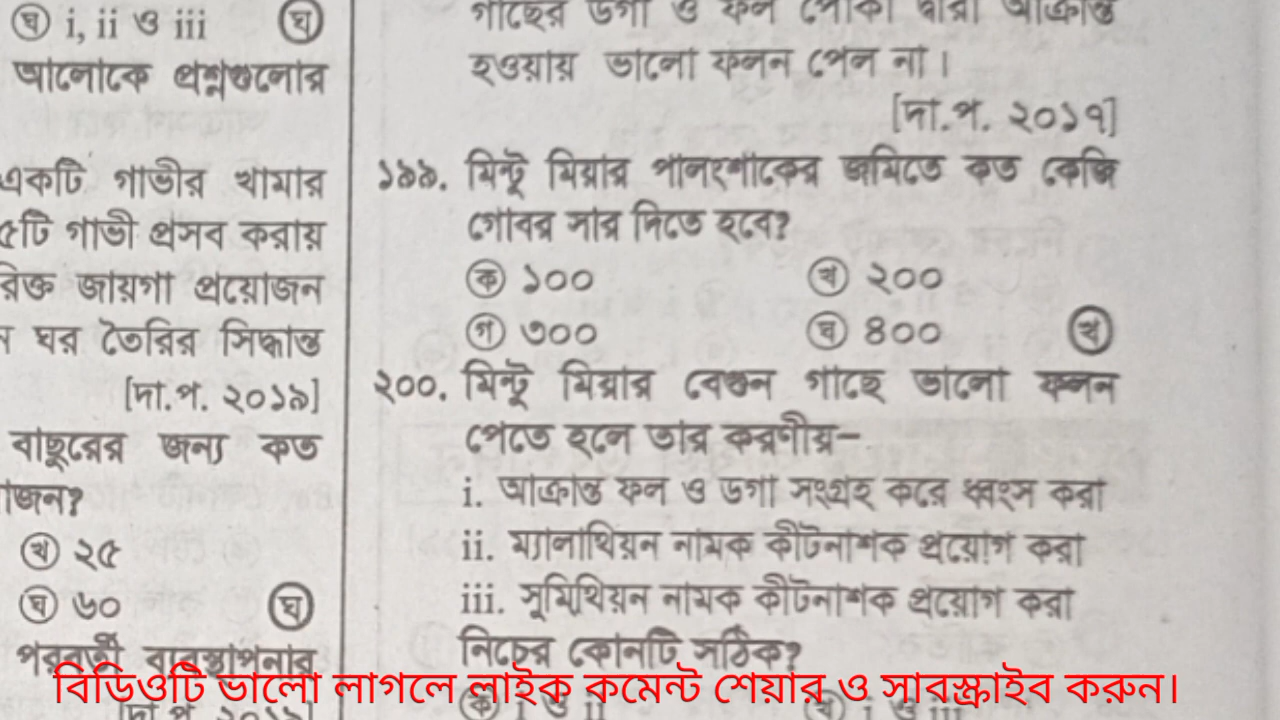 ঘ i, ii ও iii ঘ
আলোকে প্রশ্নগুলোর
একটি গাভীর খামার
৫টি গাভী প্রসব করায়
রিক্ত জায়গা প্রয়োজন
ন ঘর তৈরির সিদ্ধান্ত
[দা.প. ২০১৯]
বাছুরের জন্য কত
াজন?
খ ২৫
ঘ ৬০ ঘ
পরবর্তী ব্যবস্থাপনার
গাছের ডগা ও ফল পোকা দ্বারা আক্রান্ত
হওয়ায় ভালো ফলন পেল না।
[দা.প. ২০১৭]
১৯৯. মিন্টু মিয়ার পালংশাকের জমিতে কত কেজি
গোবর সার দিতে হবে?
ক ১০০ খ ২০০
গ ৩০০ ঘ ৪০০ খ
২০০. মিন্টু মিয়ার বেগুন গাছে ভালো ফলন
পেতে হলে তার করণীয়–
i. আক্রান্ত ফল ও ডগা সংগ্রহ করে ধ্বংস করা
ii. ম্যালাথিয়ন নামক কীটনাশক প্রয়োগ করা
iii. সুমিথিয়ন নামক কীটনাশক প্রয়োগ করা
নিচের কোনটি সঠিক?
ক i ও ii খ i ও iii
বিডিওটি ভালো লাগলে লাইক কমেন্ট শেয়ার ও সাবস্ক্রাইব করুন।